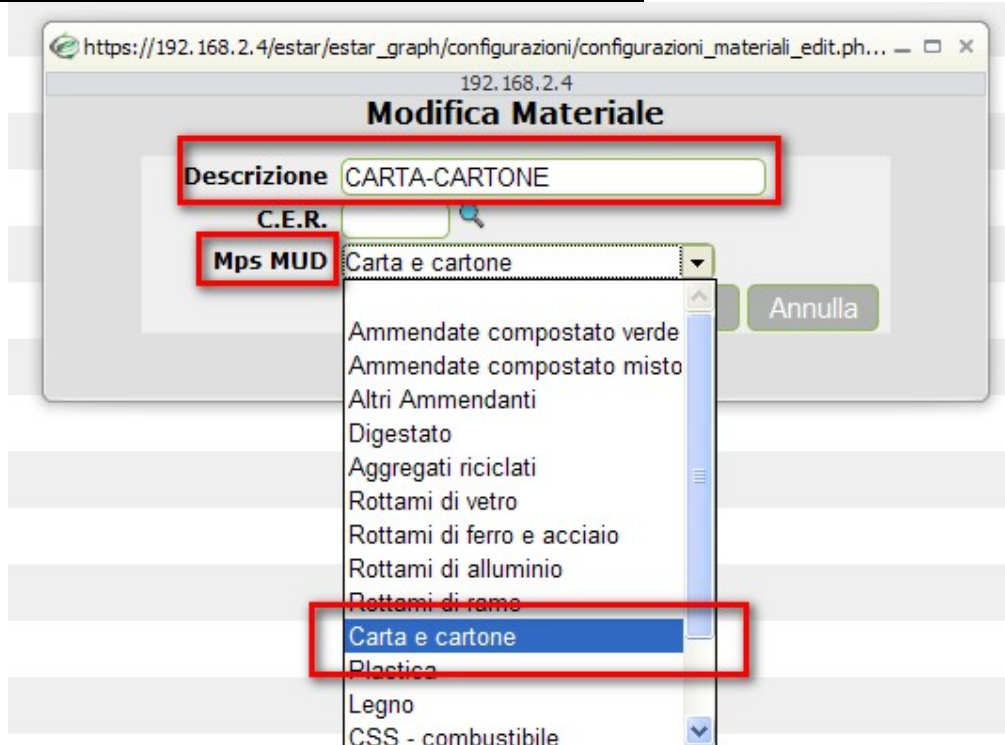 https://192.168.2.4/estar/estar_graph/configurazioni/configurazioni_materiali_edit.ph...
192.168.2.4
Modifica Materiale
Descrizione CARTA-CARTONE
C.E.R.
Mps MUD Carta e cartone
Annulla
Ammendate compostato verde
Ammendate compostato misto
Altri Ammendanti
Digestato
Aggregati riciclati
Rottami di vetro
Rottami di ferro e acciaio
Rottami di alluminio
Rottami di rame
Carta e cartone
Plastica
Legno
CSS - combustibile